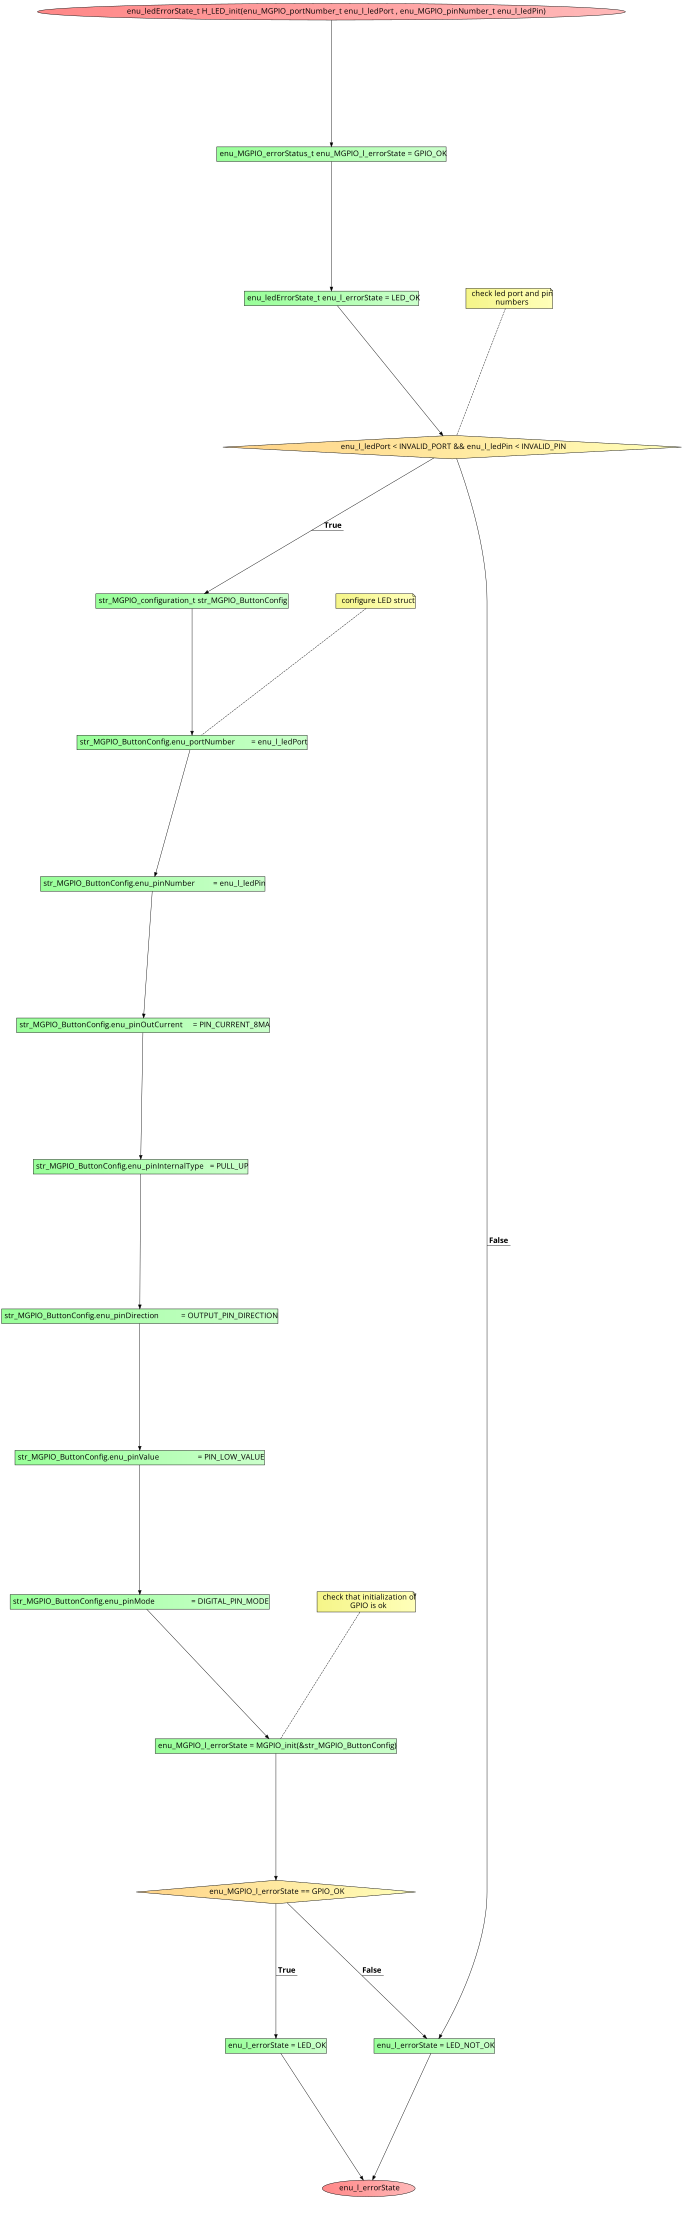 enu_ledErrorState_t H_LED_init(enu_MGPIO_portNumber_t enu_l_ledPort , enu_MGPIO_pinNumber_t enu_l_ledPin)
enu_MGPIO_errorStatus_t enu_MGPIO_l_errorState = GPIO_OK
enu_ledErrorState_t enu_l_errorState = LED_OK
check led port and pin
numbers
enu_l_ledPort < INVALID_PORT && enu_l_ledPin < INVALID_PIN
True
str_MGPIO_configuration_t str_MGPIO_ButtonConfig
configure LED struct
str_MGPIO_ButtonConfig.enu_portNumber = enu_l_ledPort
str_MGPIO_ButtonConfig.enu_pinNumber = enu_l_ledPin
str_MGPIO_ButtonConfig.enu_pinOutCurrent = PIN_CURRENT_8MA
str_MGPIO_ButtonConfig.enu_pinInternalType = PULL_UP
False
str_MGPIO_ButtonConfig.enu_pinDirection = OUTPUT_PIN_DIRECTION
str_MGPIO_ButtonConfig.enu_pinValue = PIN_LOW_VALUE
str_MGPIO_ButtonConfig.enu_pinMode = DIGITAL_PIN_MODE
check that initialization of
GPIO is ok
enu_MGPIO_l_errorState = MGPIO_init(&str_MGPIO_ButtonConfig)
enu_MGPIO_l_errorState == GPIO_OK
True
False
enu_l_errorState = LED_OK
enu_l_errorState = LED_NOT_OK
enu_l_errorState